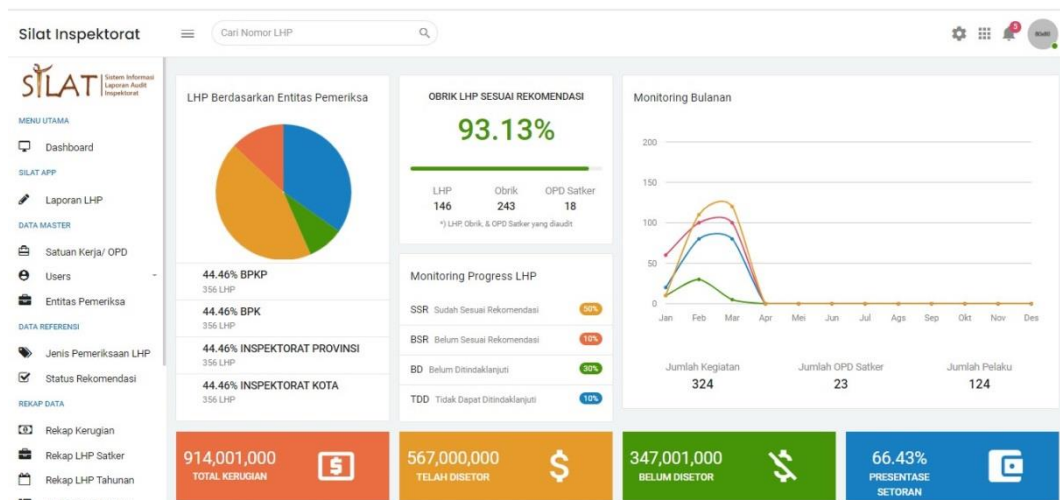 Silat Inspektorat
Cari Nomor LHP
5
80x80
SILAT
Sistem Informasi
Laporan Audit
Inspektorat
MENU UTAMA
Dashboard
SILAT APP
Laporan LHP
DATA MASTER
Satuan Kerja/ OPD
Users
Entitas Pemeriksa
DATA REFERENSI
Jenis Pemeriksaan LHP
Status Rekomendasi
REKAP DATA
Rekap Kerugian
Rekap LHP Satker
Rekap LHP Tahunan
LHP Berdasarkan Entitas Pemeriksa
44.46% BPKP
356 LHP
44.46% BPK
356 LHP
44.46% INSPEKTORAT PROVINSI
356 LHP
44.46% INSPEKTORAT KOTA
356 LHP
OBRIK LHP SESUAI REKOMENDASI
93.13%
LHP Obrik OPD Satker
146 243 18
*) LHP, Obrik, & OPD Satker yang diaudit
Monitoring Progress LHP
SSR Sudah Sesuai Rekomendasi 50%
BSR Belum Sesuai Rekomendasi 10%
BD Belum Ditindaklanjuti 30%
TDD Tidak Dapat Ditindaklanjuti 10%
Monitoring Bulanan
200
150
100
50
0
Jan Feb Mar Apr Mei Jun Jul Ags Sep Okt Nov Des
Jumlah Kegiatan Jumlah OPD Satker Jumlah Pelaku
324 23 124
914,001,000
TOTAL KERUGIAN
567,000,000
TELAH DISETOR
347,001,000
BELUM DISETOR
66.43%
PRESENTASE
SETORAN